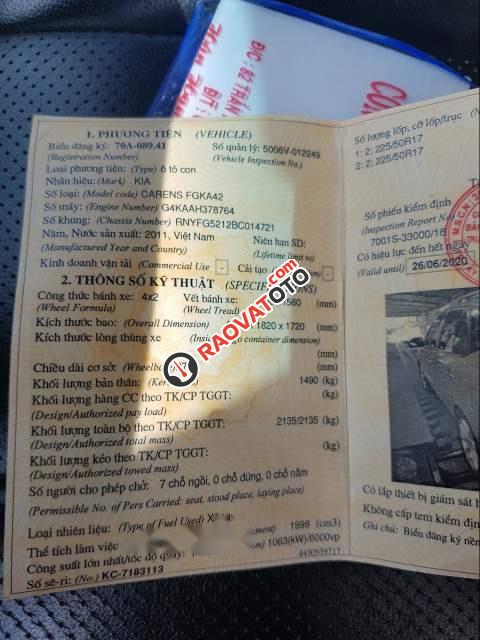 1. PHƯƠNG TIỆN (VEHICLE)
Biển đăng ký: 70A-089.41
(Registration Number)
Số quản lý: 5006V-012249
(Vehicle Inspection No.)
Loại phương tiện: (Type) ô tô con
Nhãn hiệu: (Mark) KIA
Số loại: (Model code) CARENS FGKA42
Số máy: (Engine Number) G4KAAH378764
Số khung: (Chassis Number) RNYFG5212BC014721
Năm, Nước sản xuất: 2011, Việt Nam
(Manufactured Year and Country)
Niên hạn SD:
(Lifetime limit to)
Kinh doanh vận tải (Commercial Use) -
Cải tạo -
2. THÔNG SỐ KỸ THUẬT
Công thức bánh xe: 4x2
(Wheel Formula)
Vết bánh xe: 1560 (mm)
(Wheel Tread)
Kích thước bao: (Overall Dimension) 1820 x 1720 (mm)
Kích thước lòng thùng xe container dimension)
(mm)
Chiều dài cơ sở: (mm)
Khối lượng bản thân: 1490 (kg)
Khối lượng hàng CC theo TK/CP TGGT: (kg)
(Design/Authorized pay load)
Khối lượng toàn bộ theo TK/CP TGGT: 2135/2135 (kg)
(Design/Authorized total mass)
Khối lượng kéo theo TK/CP TGGT: (kg)
(Design/Authorized towed mass)
Số người cho phép chở: 7 chỗ ngồi, 0 chỗ đứng, 0 chỗ nằm
(Permissible No. of Pers Carried: seat, stood place, laying place)
Loại nhiên liệu: (Type of Fuel Used)
Thể tích làm việc 1998 (cm3)
Công suất lớn nhất/tốc độ quay: 1063(kW)/6000vp
4430939717
Số sê-ri: (No.) KC-7183113
Số lượng lốp, cỡ lốp/trục
1: 2; 225/50R17
2: 2; 225/50R17
Số phiếu kiểm định
(Inspection Report No
7001S-33000/18
Có hiệu lực đến hết ngày
(Valid until) 26/06/2020
Có lắp thiết bị giám sát h
Không cấp tem kiểm định
Ghi chú: Biển đăng ký nền
RAOVATOTO.COM